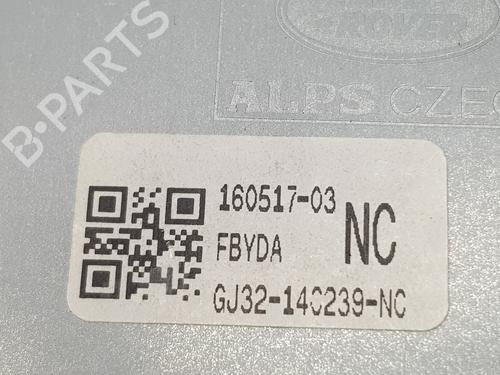 ROVER
ALPS CZEC
160517-03
FBYDA
NC
GJ32-14C239-NC
B-PARTS